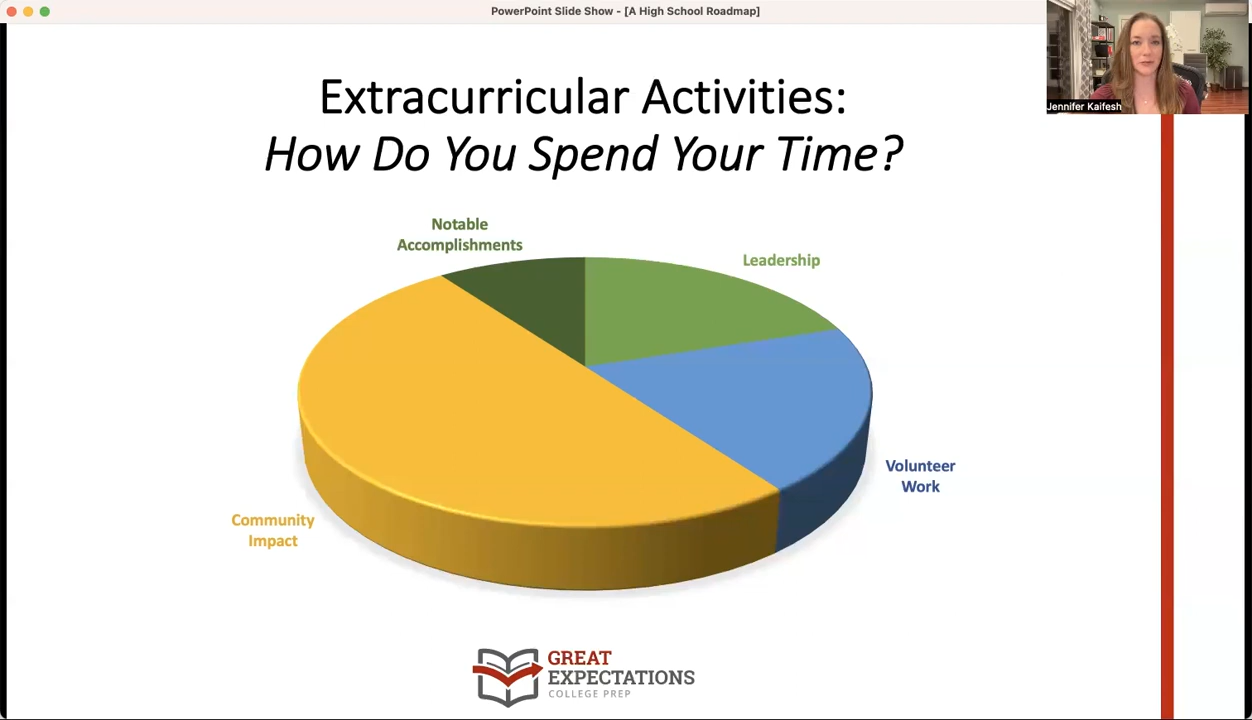 PowerPoint Slide Show - [A High School Roadmap]
Jennifer Kaifesh
Extracurricular Activities:
How Do You Spend Your Time?
Notable
Accomplishments
Leadership
Volunteer
Work
Community
Impact
GREAT
EXPECTATIONS
COLLEGE PREP